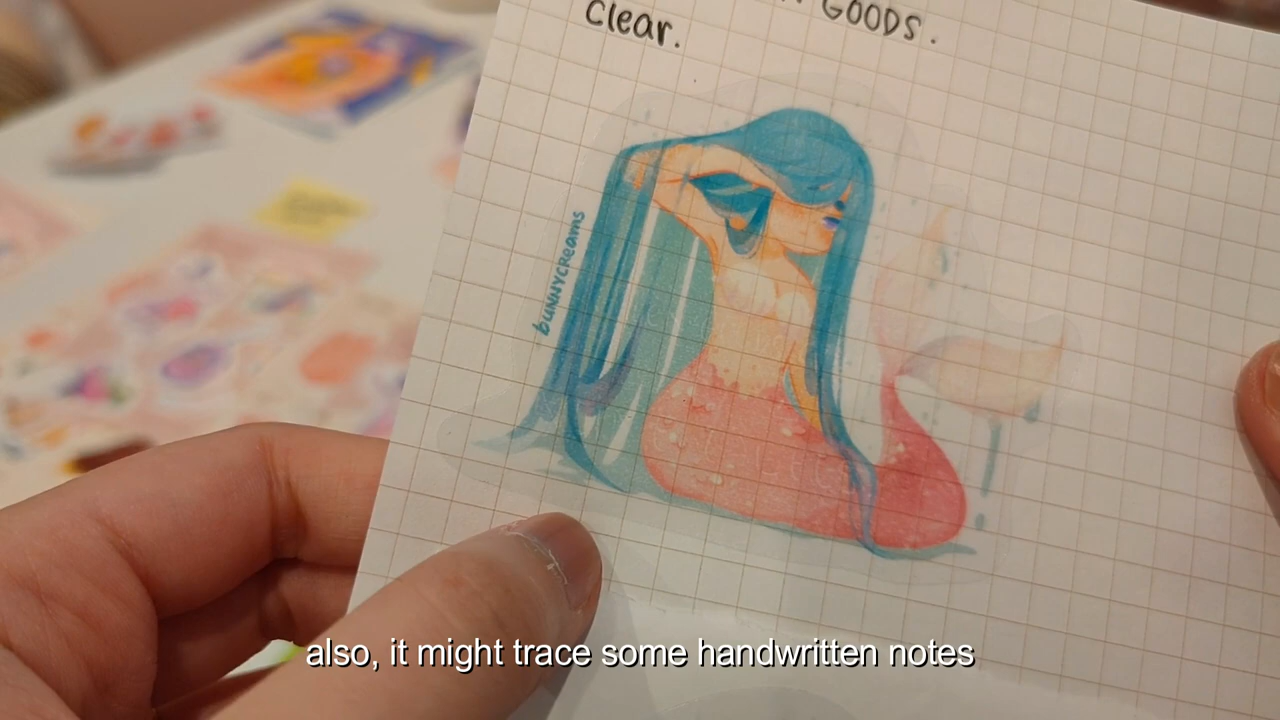 GOODS.
Clear.
bunnycreams
also, it might trace some handwritten notes